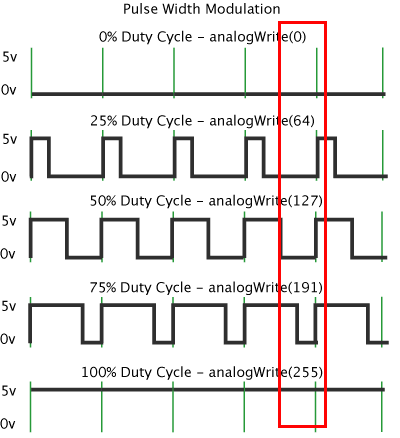 Pulse Width Modulation
0% Duty Cycle - analogWrite(0)
5v
0v
25% Duty Cycle - analogWrite(64)
5v
0v
50% Duty Cycle - analogWrite(127)
5v
0v
75% Duty Cycle - analogWrite(191)
5v
0v
100% Duty Cycle - analogWrite(255)
5v
0v